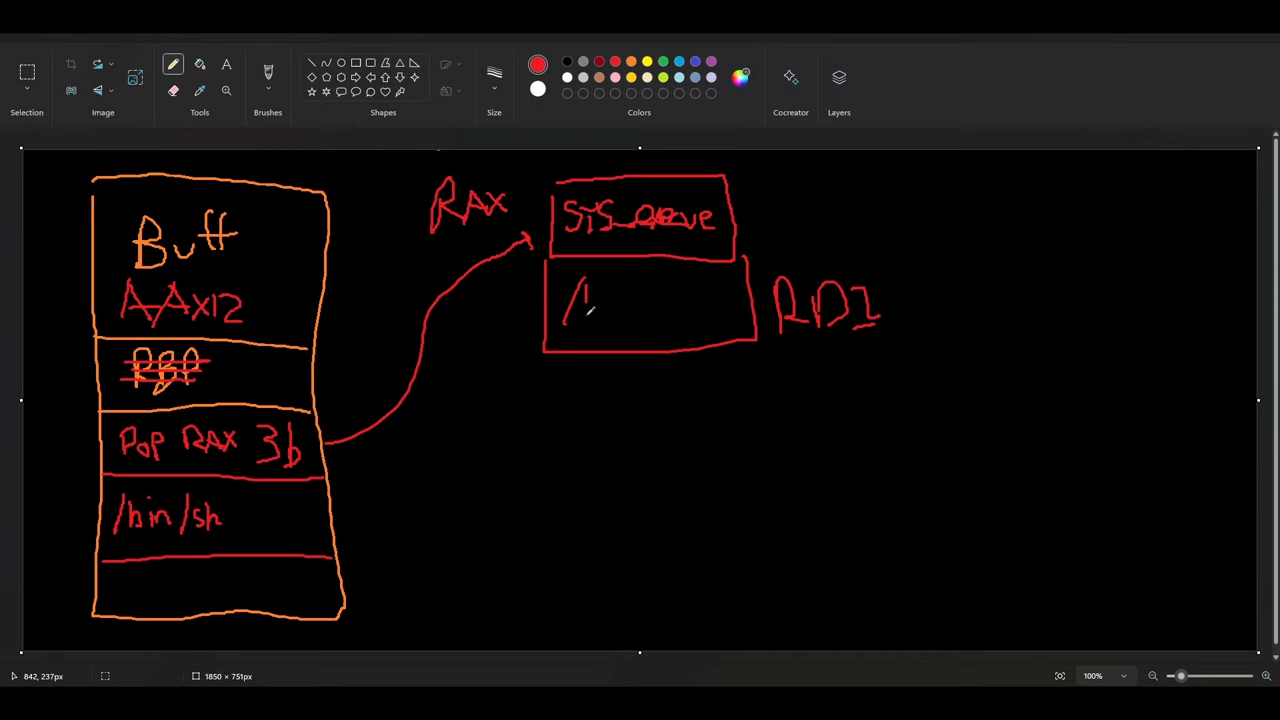 Selection
Image
Tools
Brushes
Shapes
Size
Colors
Cocreator
Layers
Buff
AAx12
RBP
Pop RAX 3b
/bin/sh
RAX
RDI
842, 237px
1850 × 751px
100%